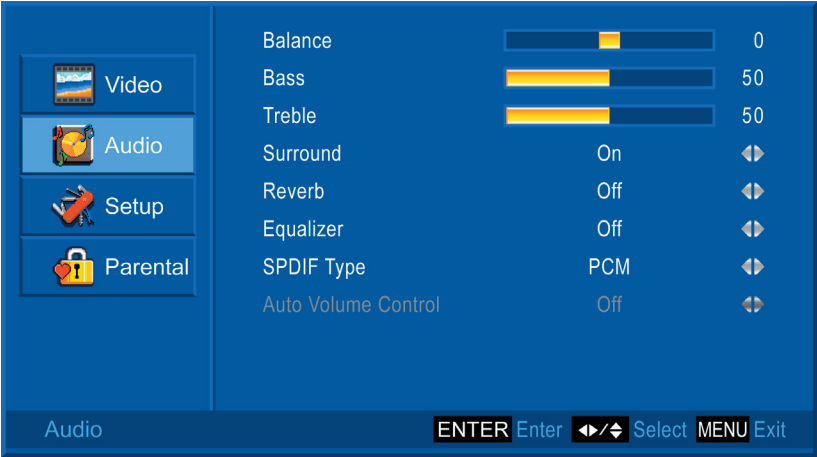 Video
Audio
Setup
Parental
Balance 0
Bass 50
Treble 50
Surround On
Reverb Off
Equalizer Off
SPDIF Type PCM
Auto Volume Control Off
Audio ENTER Enter / Select MENU Exit